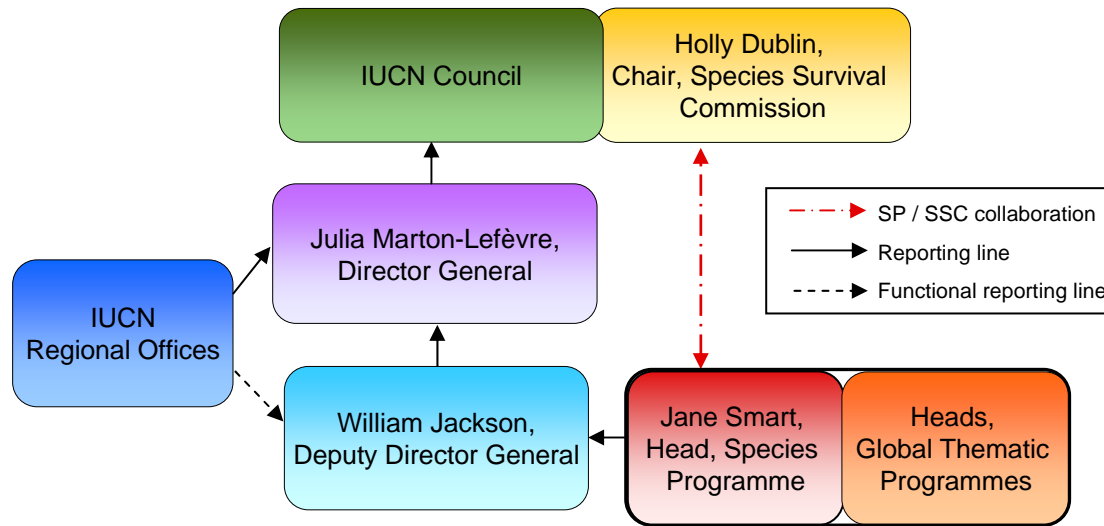 IUCN Council
Holly Dublin,
Chair, Species Survival
Commission
Julia Marton-Lefèvre,
Director General
SP / SSC collaboration
Reporting line
Functional reporting line
IUCN
Regional Offices
William Jackson,
Deputy Director General
Jane Smart,
Head, Species
Programme
Heads,
Global Thematic
Programmes